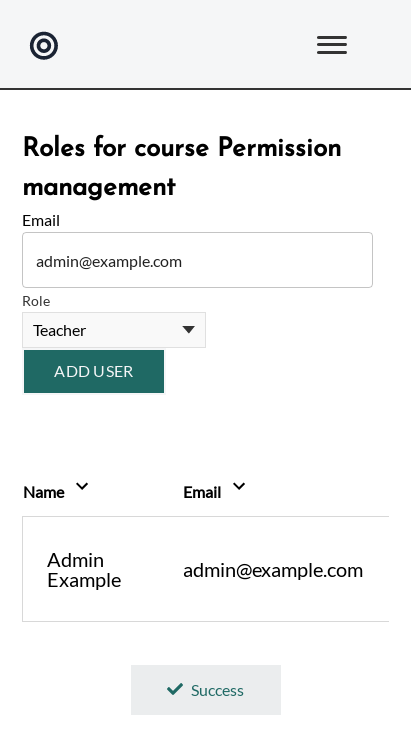 Roles for course Permission
management
Email
admin@example.com
Role
Teacher
ADD USER
Name Email
Admin
Example
admin@example.com
Success